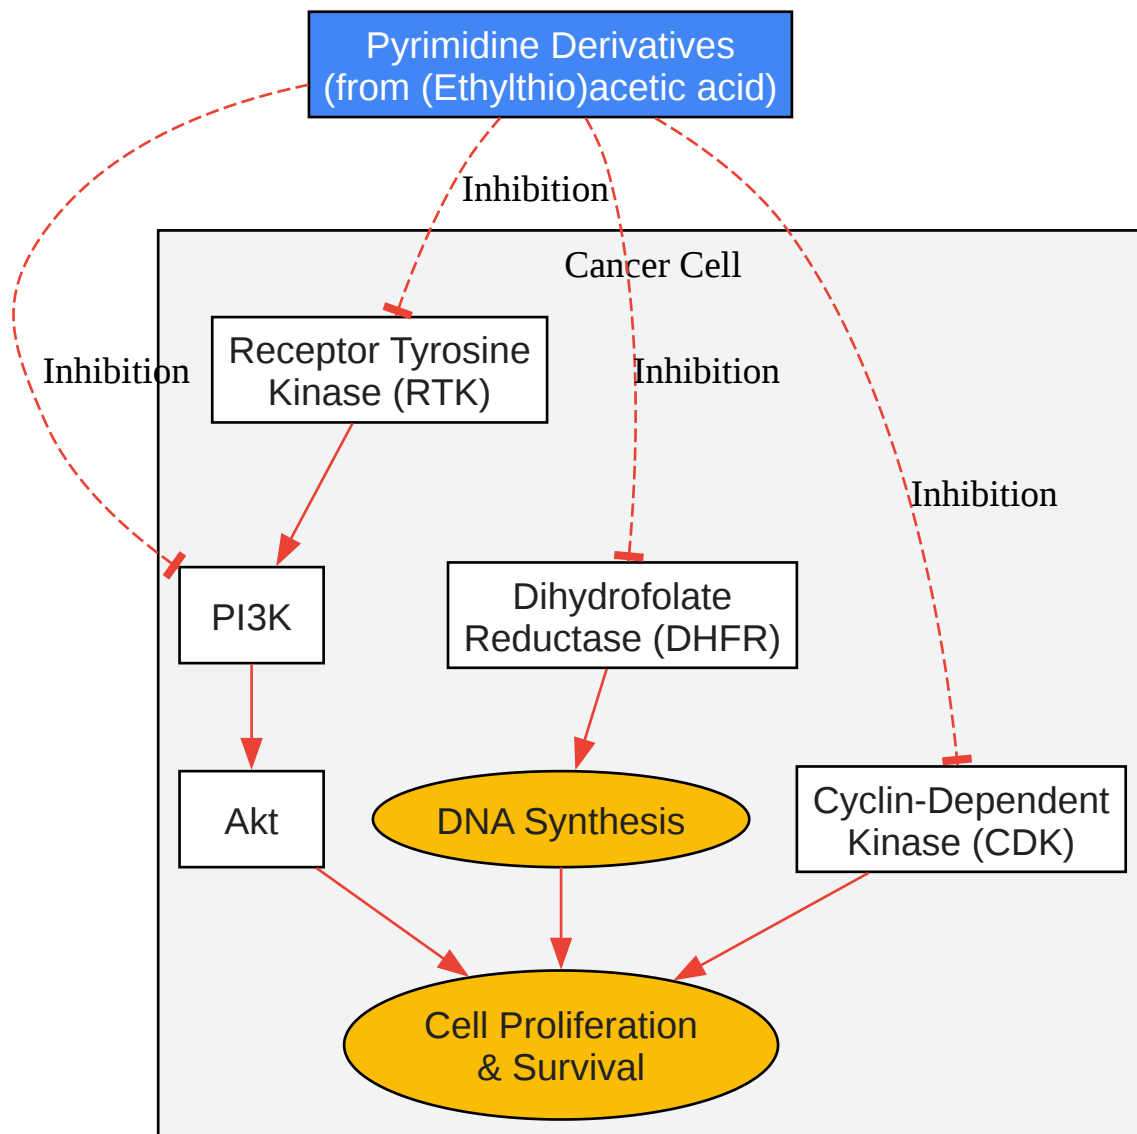 Pyrimidine Derivatives
(from (Ethylthio)acetic acid)
Inhibition
Cancer Cell
Receptor Tyrosine
Kinase (RTK)
Inhibition
Inhibition
Inhibition
PI3K
Dihydrofolate
Reductase (DHFR)
Akt
DNA Synthesis
Cyclin-Dependent
Kinase (CDK)
Cell Proliferation
& Survival